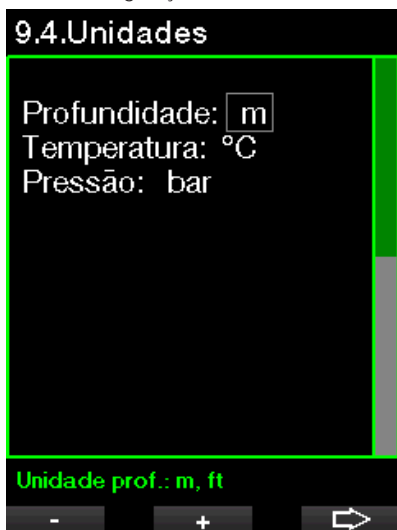 9.4.Unidades
Profundidade: m
Temperatura: °C
Pressão: bar
Unidade prof.: m, ft
- +